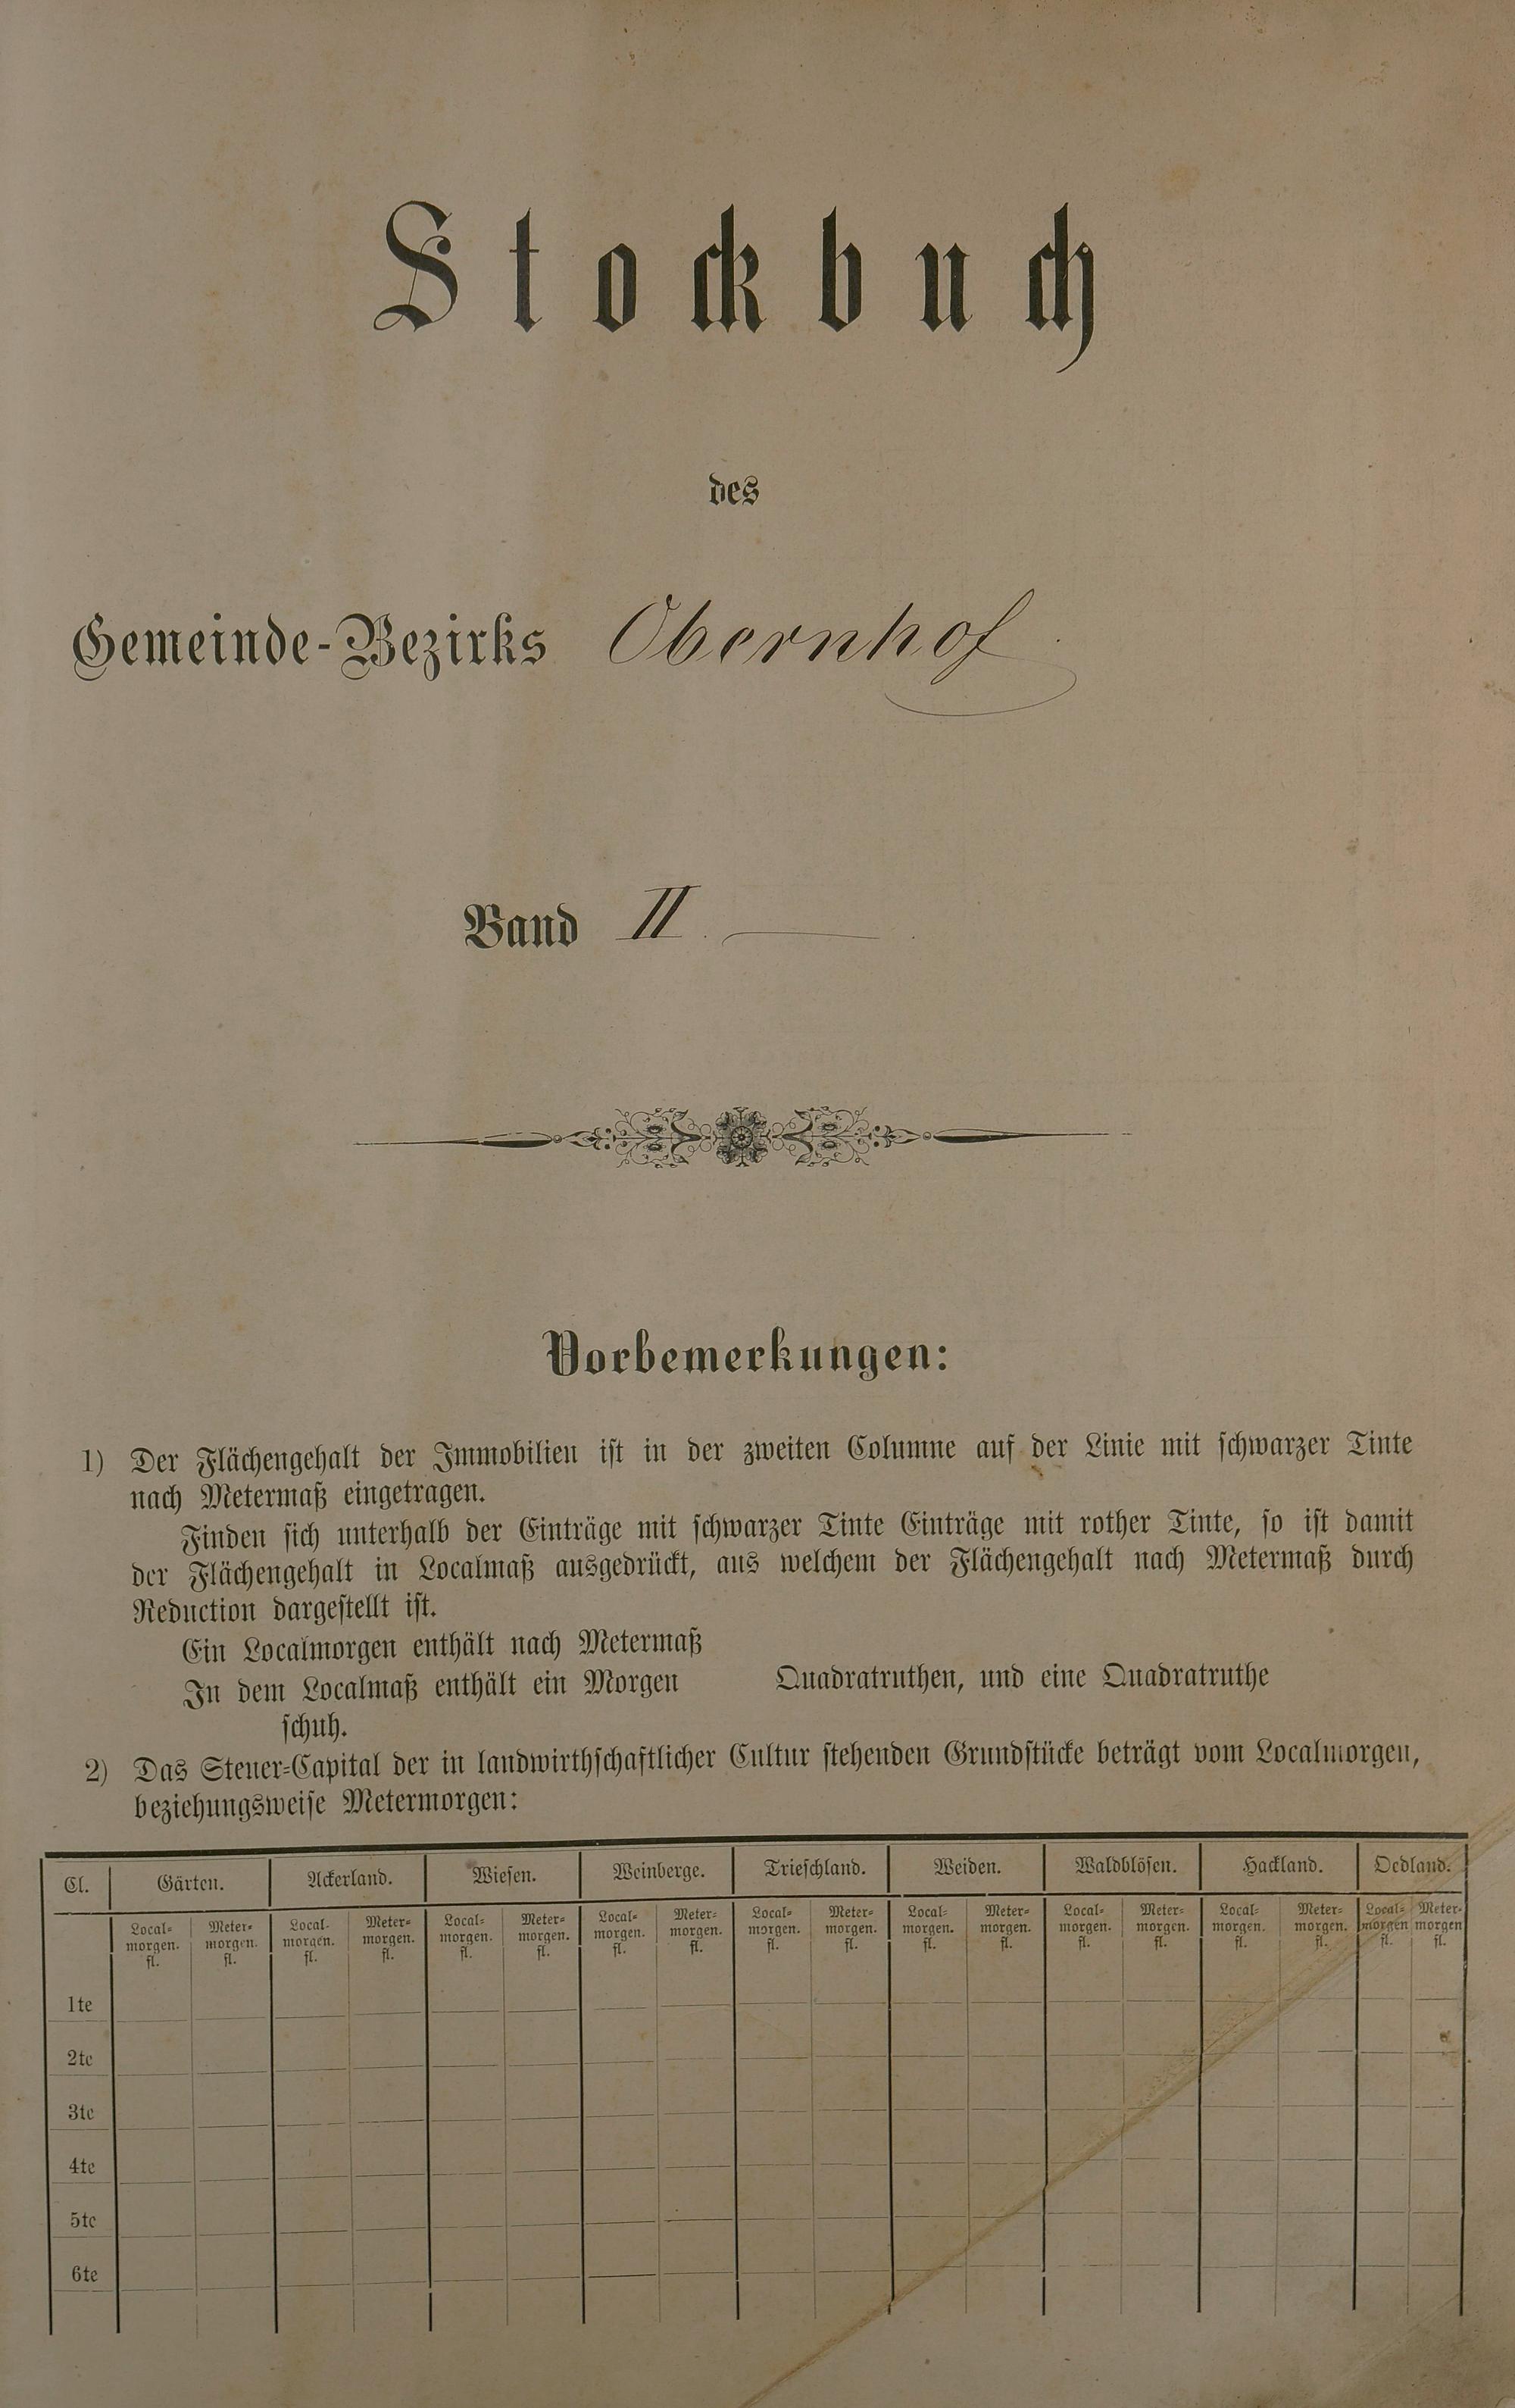 Stockbuch
des
Gemeinde-Bezirks Obernhof
Band II.
Vorbemerkungen:
1) Der Flächengehalt der Immobilien ist in der zweiten Columne auf der Linie mit schwarzer Tinte
nach Metermaß eingetragen.
Finden sich unterhalb der Einträge mit schwarzer Tinte Einträge mit rother Tinte, so ist damit
der Flächengehalt in Localmaß ausgedrückt, aus welchem der Flächengehalt nach Metermaß durch
Reduction dargestellt ist.
Ein Localmorgen enthält nach Metermaß
In dem Localmaß enthält ein Morgen Quadratruthen, und eine Quadratruthe
schuh.
2) Das Steuer-Capital der in landwirthschaftlicher Cultur stehenden Grundstücke beträgt vom Localmorgen,
beziehungsweise Metermorgen:
Cl. Gärten. Ackerland. Wiesen. Weinberge. Trieschland. Weiden. Waldblösen. Hackland. Oedland.
Local- Meter- Local- Meter- Local- Meter- Local- Meter- Local- Meter- Local- Meter- Local- Meter- Local- Meter- Local- Meter-
morgen. morgen. morgen. morgen. morgen. morgen. morgen. morgen. morgen. morgen. morgen. morgen. morgen. morgen. morgen. morgen. morgen morgen
fl. fl. fl. fl. fl. fl. fl. fl. fl. fl. fl. fl. fl. fl. fl. fl. fl. fl.
1te
2te
3te
4te
5te
6te